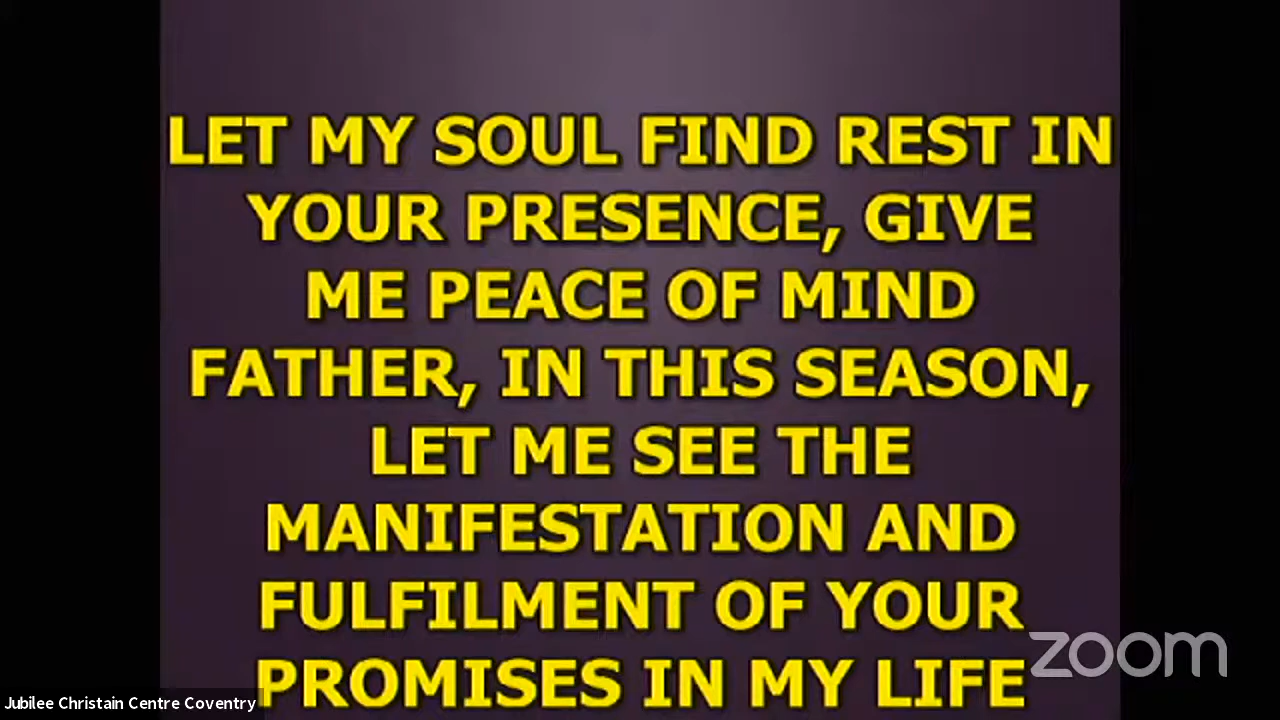 LET MY SOUL FIND REST IN
YOUR PRESENCE, GIVE
ME PEACE OF MIND
FATHER, IN THIS SEASON,
LET ME SEE THE
MANIFESTATION AND
FULFILMENT OF YOUR
PROMISES IN MY LIFE
zoom
Jubilee Christain Centre Coventry